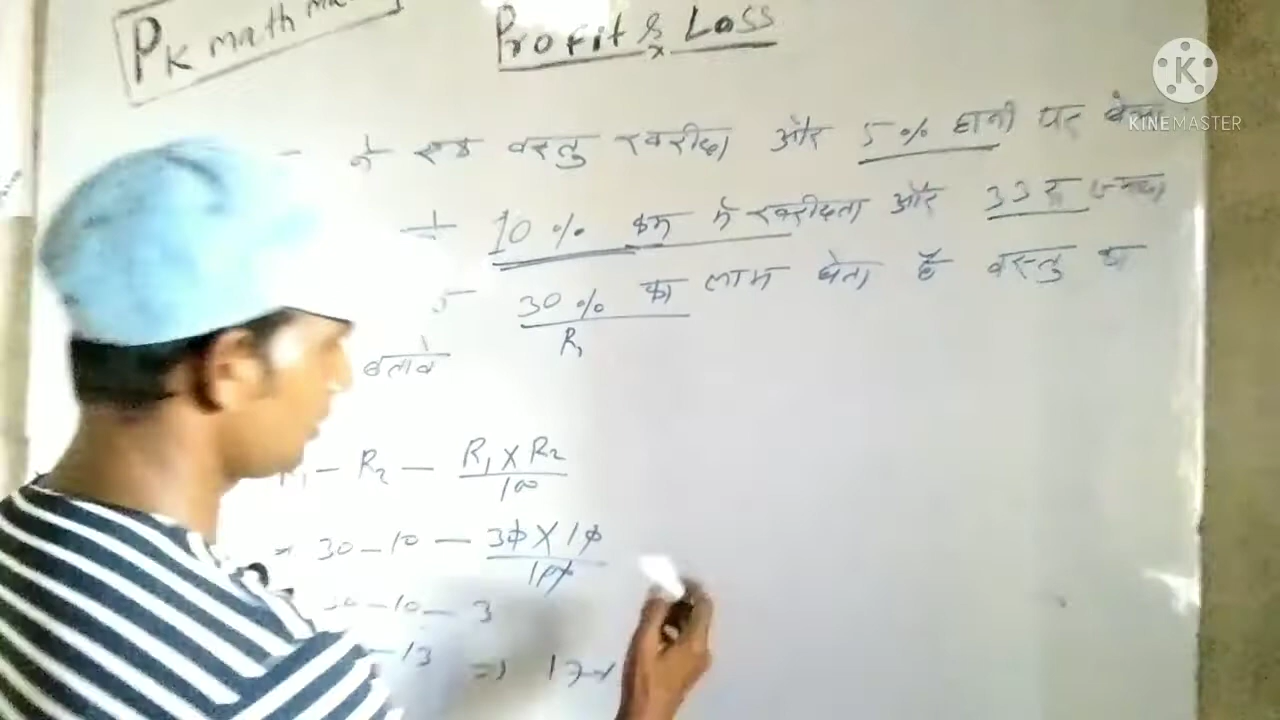 PK math
Profit & Loss
KINEMASTER
ने एक वस्तु खरीदा और 5% हानी पर
10% कम में खरीदता और 33 रु
30% का लाभ होता है वस्तु
R₁
बतावे
- R₂ - R₁ X R₂ / 100
= 30 - 10 - 30 X 10 / 100
- 10 - 3
- 13 => 17%